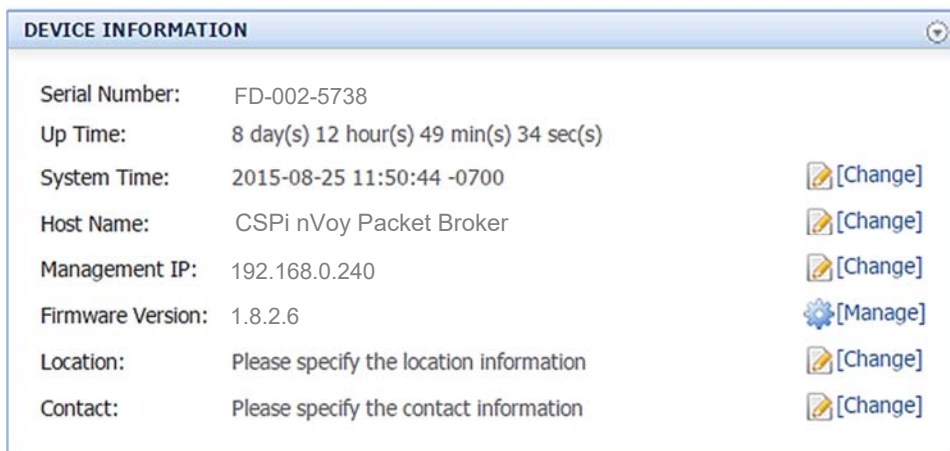 DEVICE INFORMATION
Serial Number: FD-002-5738
Up Time: 8 day(s) 12 hour(s) 49 min(s) 34 sec(s)
System Time: 2015-08-25 11:50:44 -0700 [Change]
Host Name: CSPi nVoy Packet Broker [Change]
Management IP: 192.168.0.240 [Change]
Firmware Version: 1.8.2.6 [Manage]
Location: Please specify the location information [Change]
Contact: Please specify the contact information [Change]